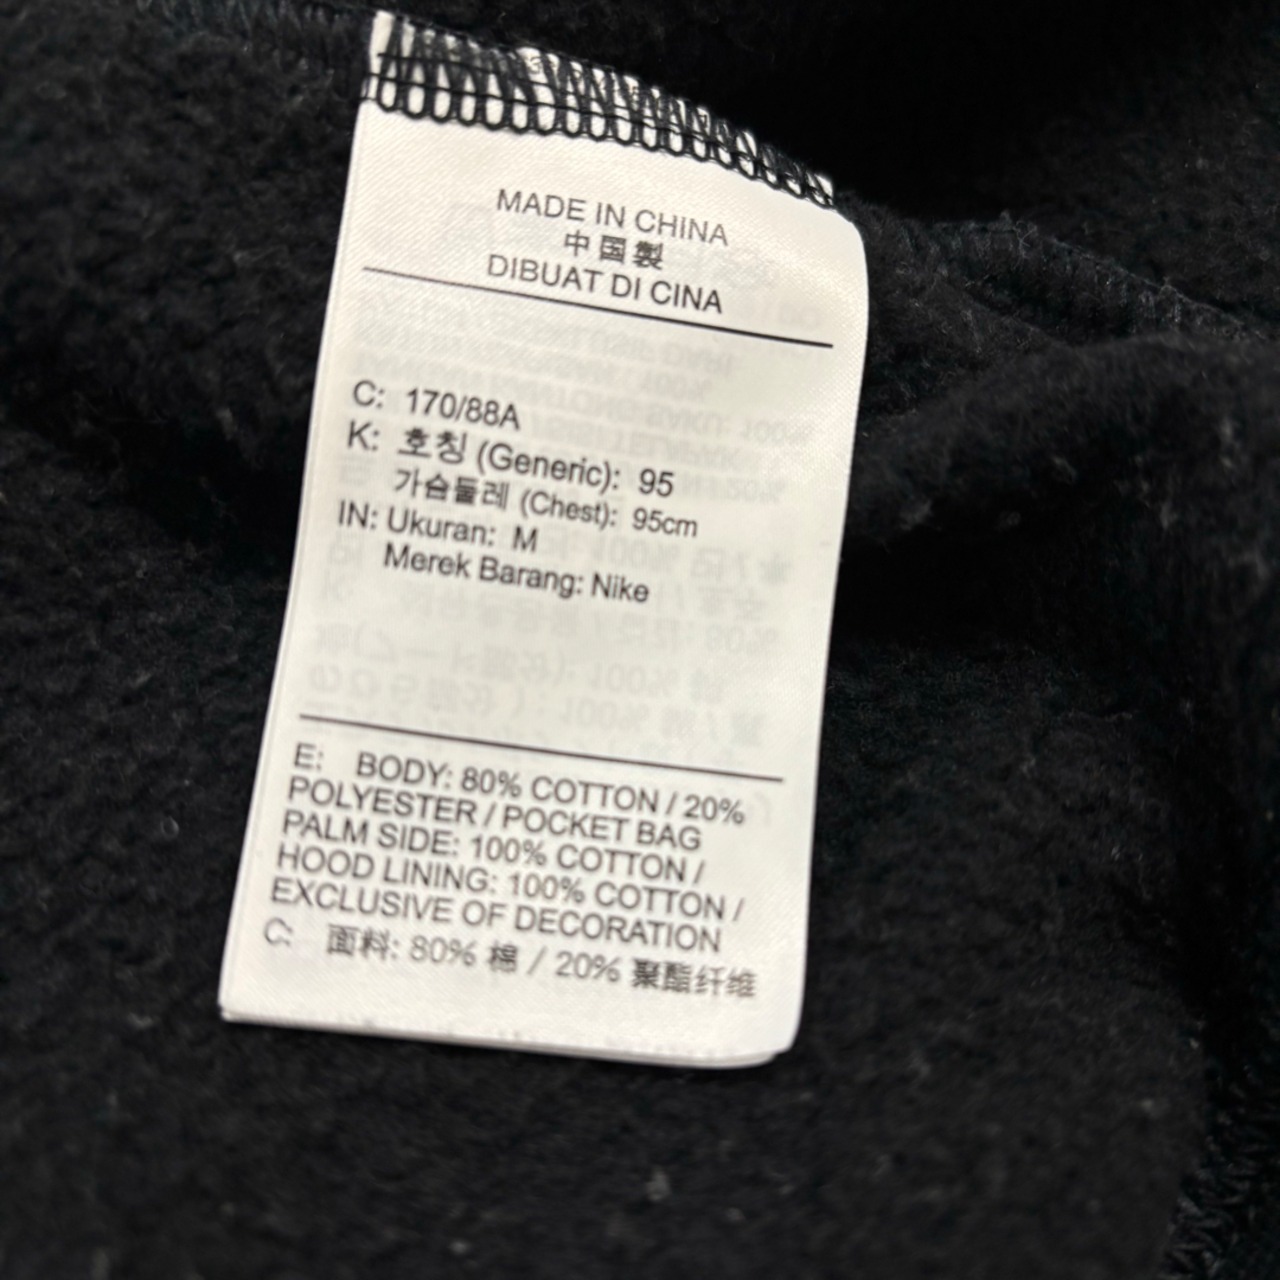 MADE IN CHINA
中国製
DIBUAT DI CINA
C: 170/88A
K: 호칭 (Generic): 95
가슴둘레 (Chest): 95cm
IN: Ukuran: M
Merek Barang: Nike
E: BODY: 80% COTTON / 20%
POLYESTER / POCKET BAG
PALM SIDE: 100% COTTON /
HOOD LINING: 100% COTTON /
EXCLUSIVE OF DECORATION
C: 面料: 80% 棉 / 20% 聚酯纤维